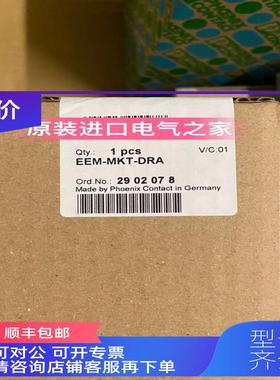 价
PHOENIX
CONTACT
原装进口电气之家
Qty.: 1 pcs
V/C:01
EEM-MKT-DRA
Ord.No.: 29 02 07 8
Made by Phoenix Contact in Germany
顺丰包邮
可对公 可开专票
请咨询店铺客服再下单
型
齐